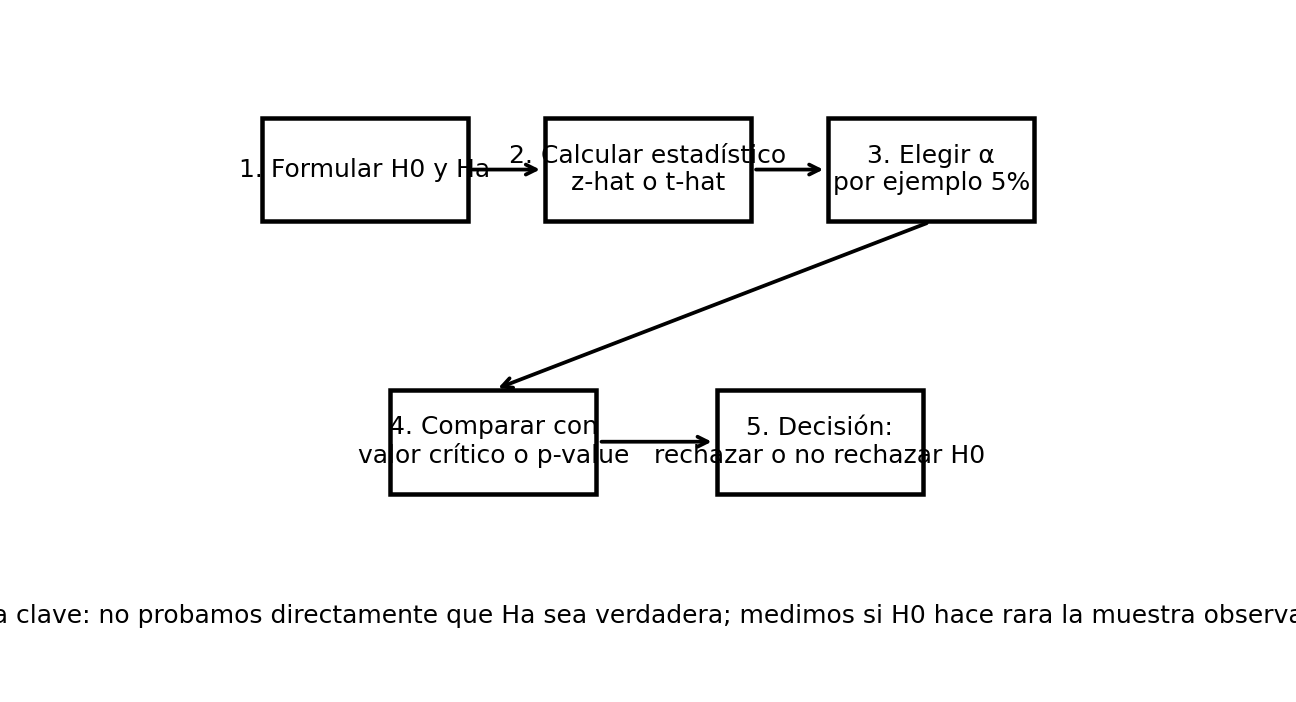 1. Formular H0 y Ha
2. Calcular estadístico
z-hat o t-hat
3. Elegir α
por ejemplo 5%
4. Comparar con
valor crítico o p-value
5. Decisión:
rechazar o no rechazar H0
a clave: no probamos directamente que Ha sea verdadera; medimos si H0 hace rara la muestra observa